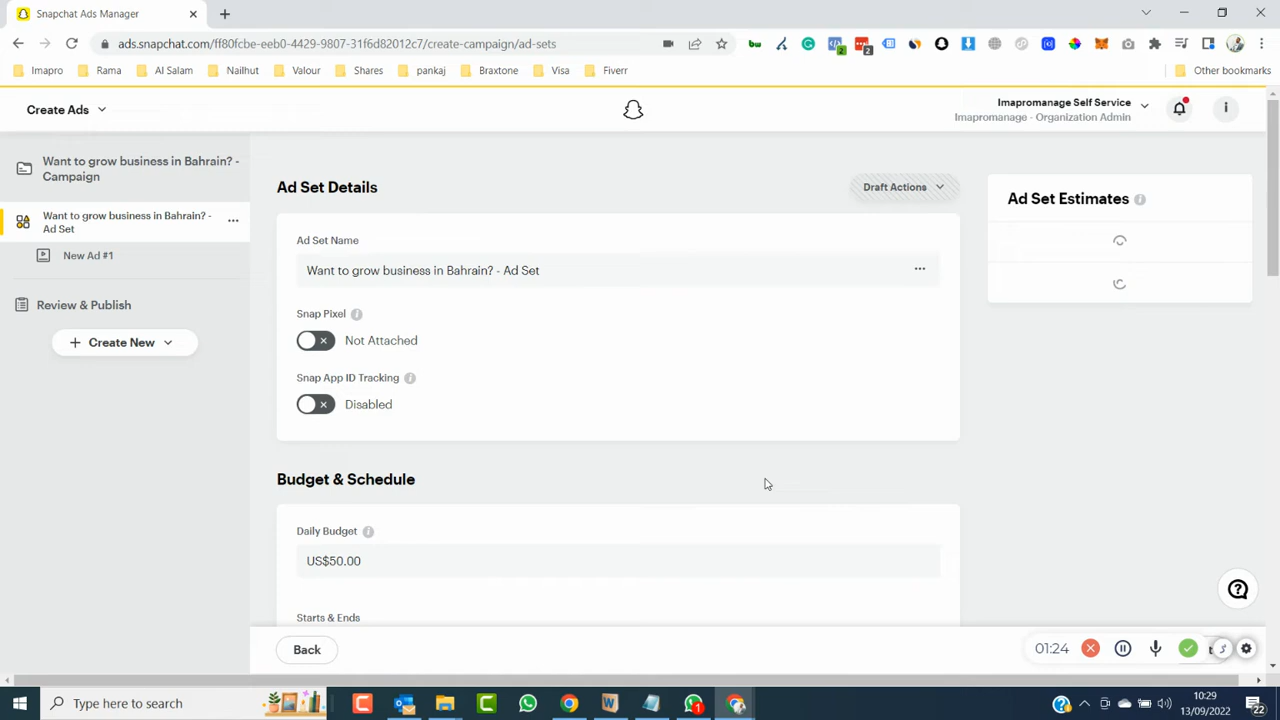 Snapchat Ads Manager
ads.snapchat.com/ff80fcbe-eeb0-4429-9807-31f6d82012c7/create-campaign/ad-sets
Imapro
Rama
Al Salam
Nailhut
Valour
Shares
pankaj
Braxtone
Visa
Fiverr
Other bookmarks
Create Ads
Imapromanage Self Service
Imapromanage - Organization Admin
Want to grow business in Bahrain? -
Campaign
Want to grow business in Bahrain? -
Ad Set
New Ad #1
Review & Publish
+ Create New
Ad Set Details
Draft Actions
Ad Set Name
Want to grow business in Bahrain? - Ad Set
Snap Pixel
Not Attached
Snap App ID Tracking
Disabled
Ad Set Estimates
Budget & Schedule
Daily Budget
US$50.00
Starts & Ends
Back
01:24
Type here to search
10:29
13/09/2022
22